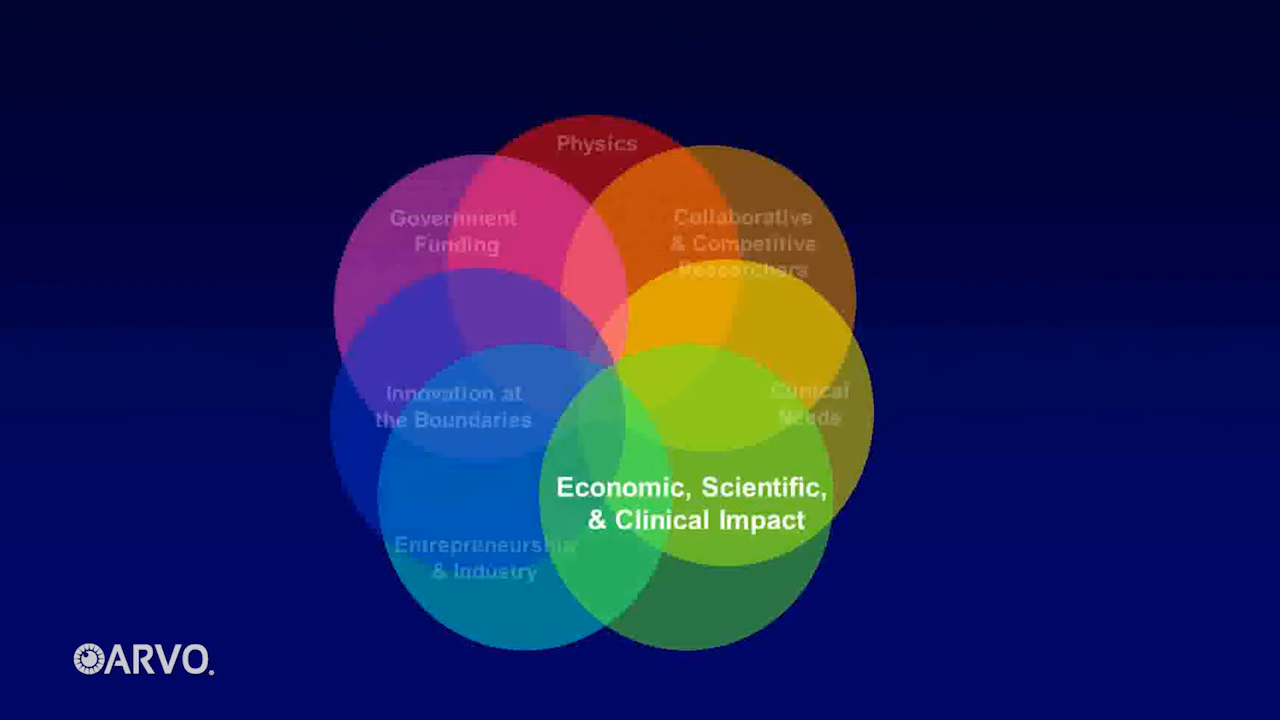 Physics
Government
Funding
Collaborative
& Competitive
Researchers
Innovation at
the Boundaries
Clinical
Needs
Economic, Scientific,
& Clinical Impact
Entrepreneurship
& Industry
ARVO.